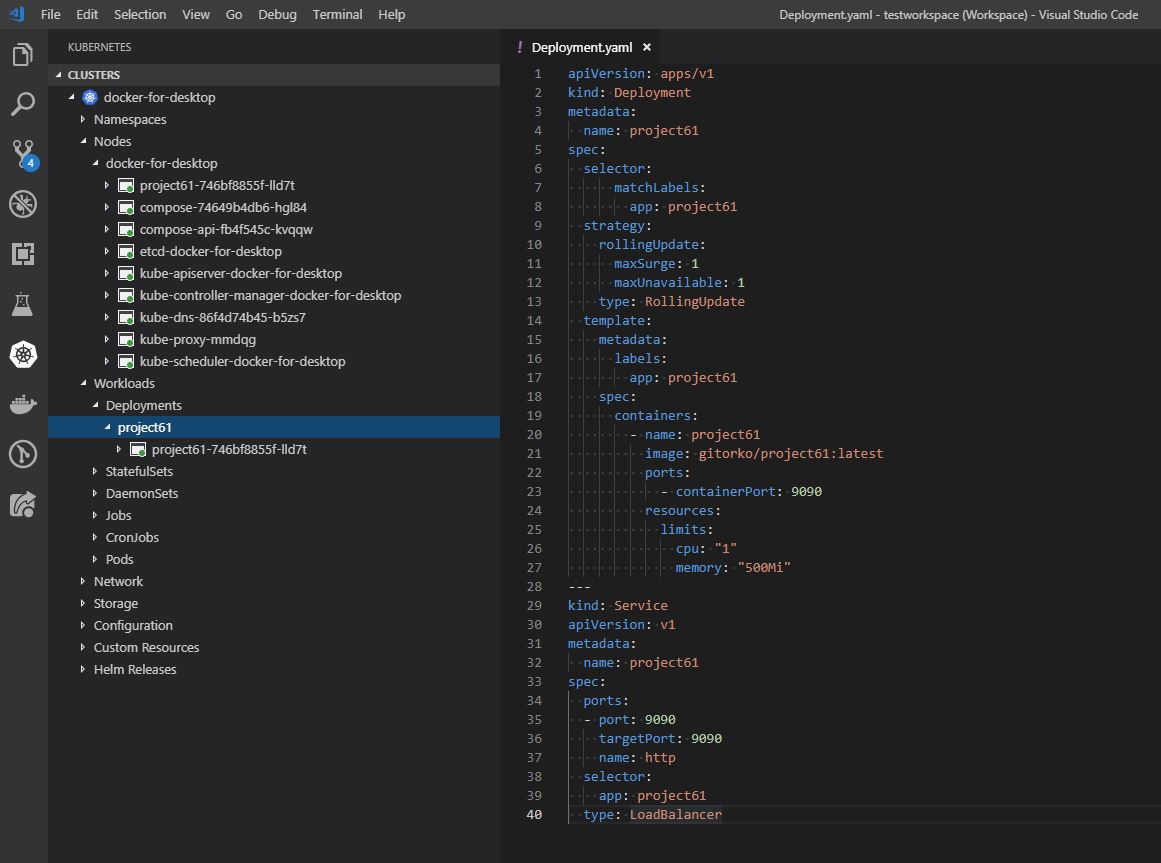 File Edit Selection View Go Debug Terminal Help
Deployment.yaml - testworkspace (Workspace) - Visual Studio Code
KUBERNETES
CLUSTERS
docker-for-desktop
Namespaces
Nodes
docker-for-desktop
project61-746bf8855f-lld7t
compose-74649b4db6-hgl84
compose-api-fb4f545c-kvqqw
etcd-docker-for-desktop
kube-apiserver-docker-for-desktop
kube-controller-manager-docker-for-desktop
kube-dns-86f4d74b45-b5zs7
kube-proxy-mmdqg
kube-scheduler-docker-for-desktop
Workloads
Deployments
project61
project61-746bf8855f-lld7t
StatefulSets
DaemonSets
Jobs
CronJobs
Pods
Network
Storage
Configuration
Custom Resources
Helm Releases
4
! Deployment.yaml ×
1 apiVersion: apps/v1
2 kind: Deployment
3 metadata:
4   name: project61
5 spec:
6   selector:
7       matchLabels:
8         app: project61
9   strategy:
10     rollingUpdate:
11       maxSurge: 1
12       maxUnavailable: 1
13     type: RollingUpdate
14   template:
15     metadata:
16       labels:
17         app: project61
18     spec:
19       containers:
20         - name: project61
21           image: gitorko/project61:latest
22           ports:
23             - containerPort: 9090
24           resources:
25             limits:
26               cpu: "1"
27               memory: "500Mi"
28 ---
29 kind: Service
30 apiVersion: v1
31 metadata:
32   name: project61
33 spec:
34   ports:
35   - port: 9090
36     targetPort: 9090
37     name: http
38   selector:
39     app: project61
40   type: LoadBalancer